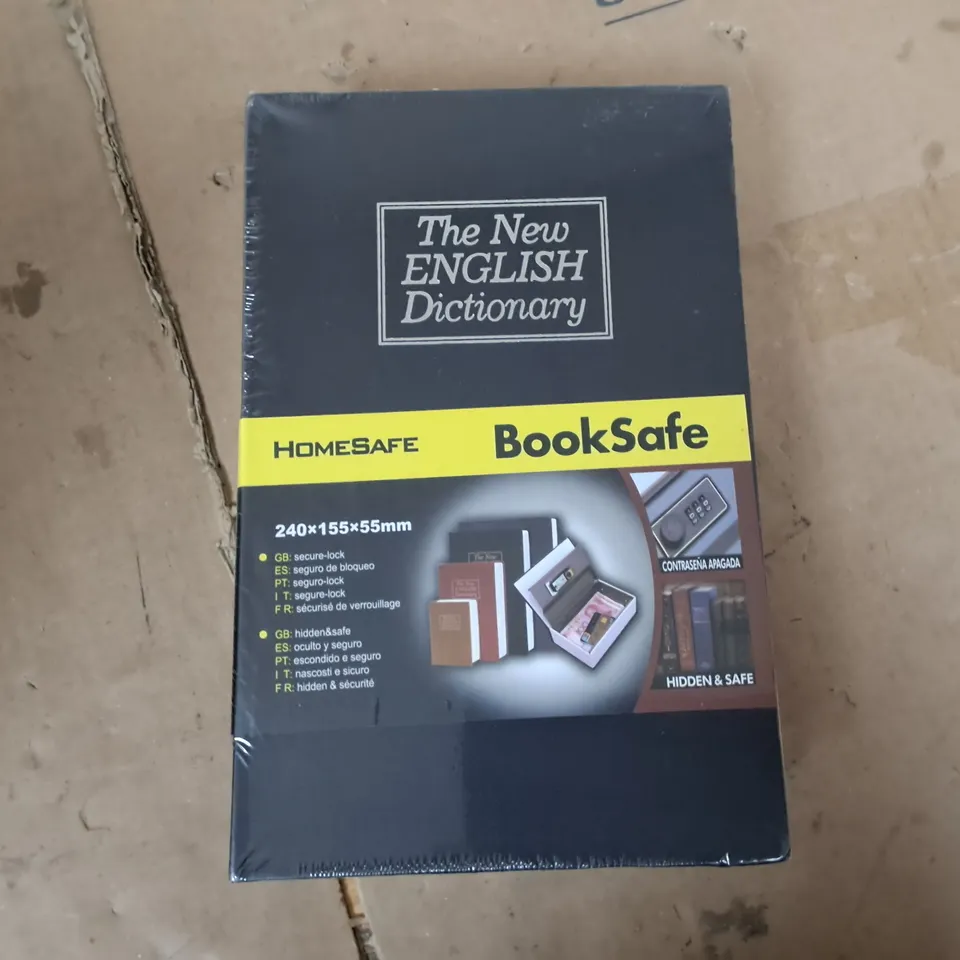 The New
ENGLISH
Dictionary
HOMESAFE
BookSafe
240×155×55mm
GB: secure-lock
ES: seguro de bloqueo
PT: seguro-lock
I T: segure-lock
F R: sécurisé de verrouillage
GB: hidden&safe
ES: oculto y seguro
PT: escondido e seguro
I T: nascosti e sicuro
F R: hidden & sécurité
The New
CONTRASEÑA APAGADA
HIDDEN & SAFE